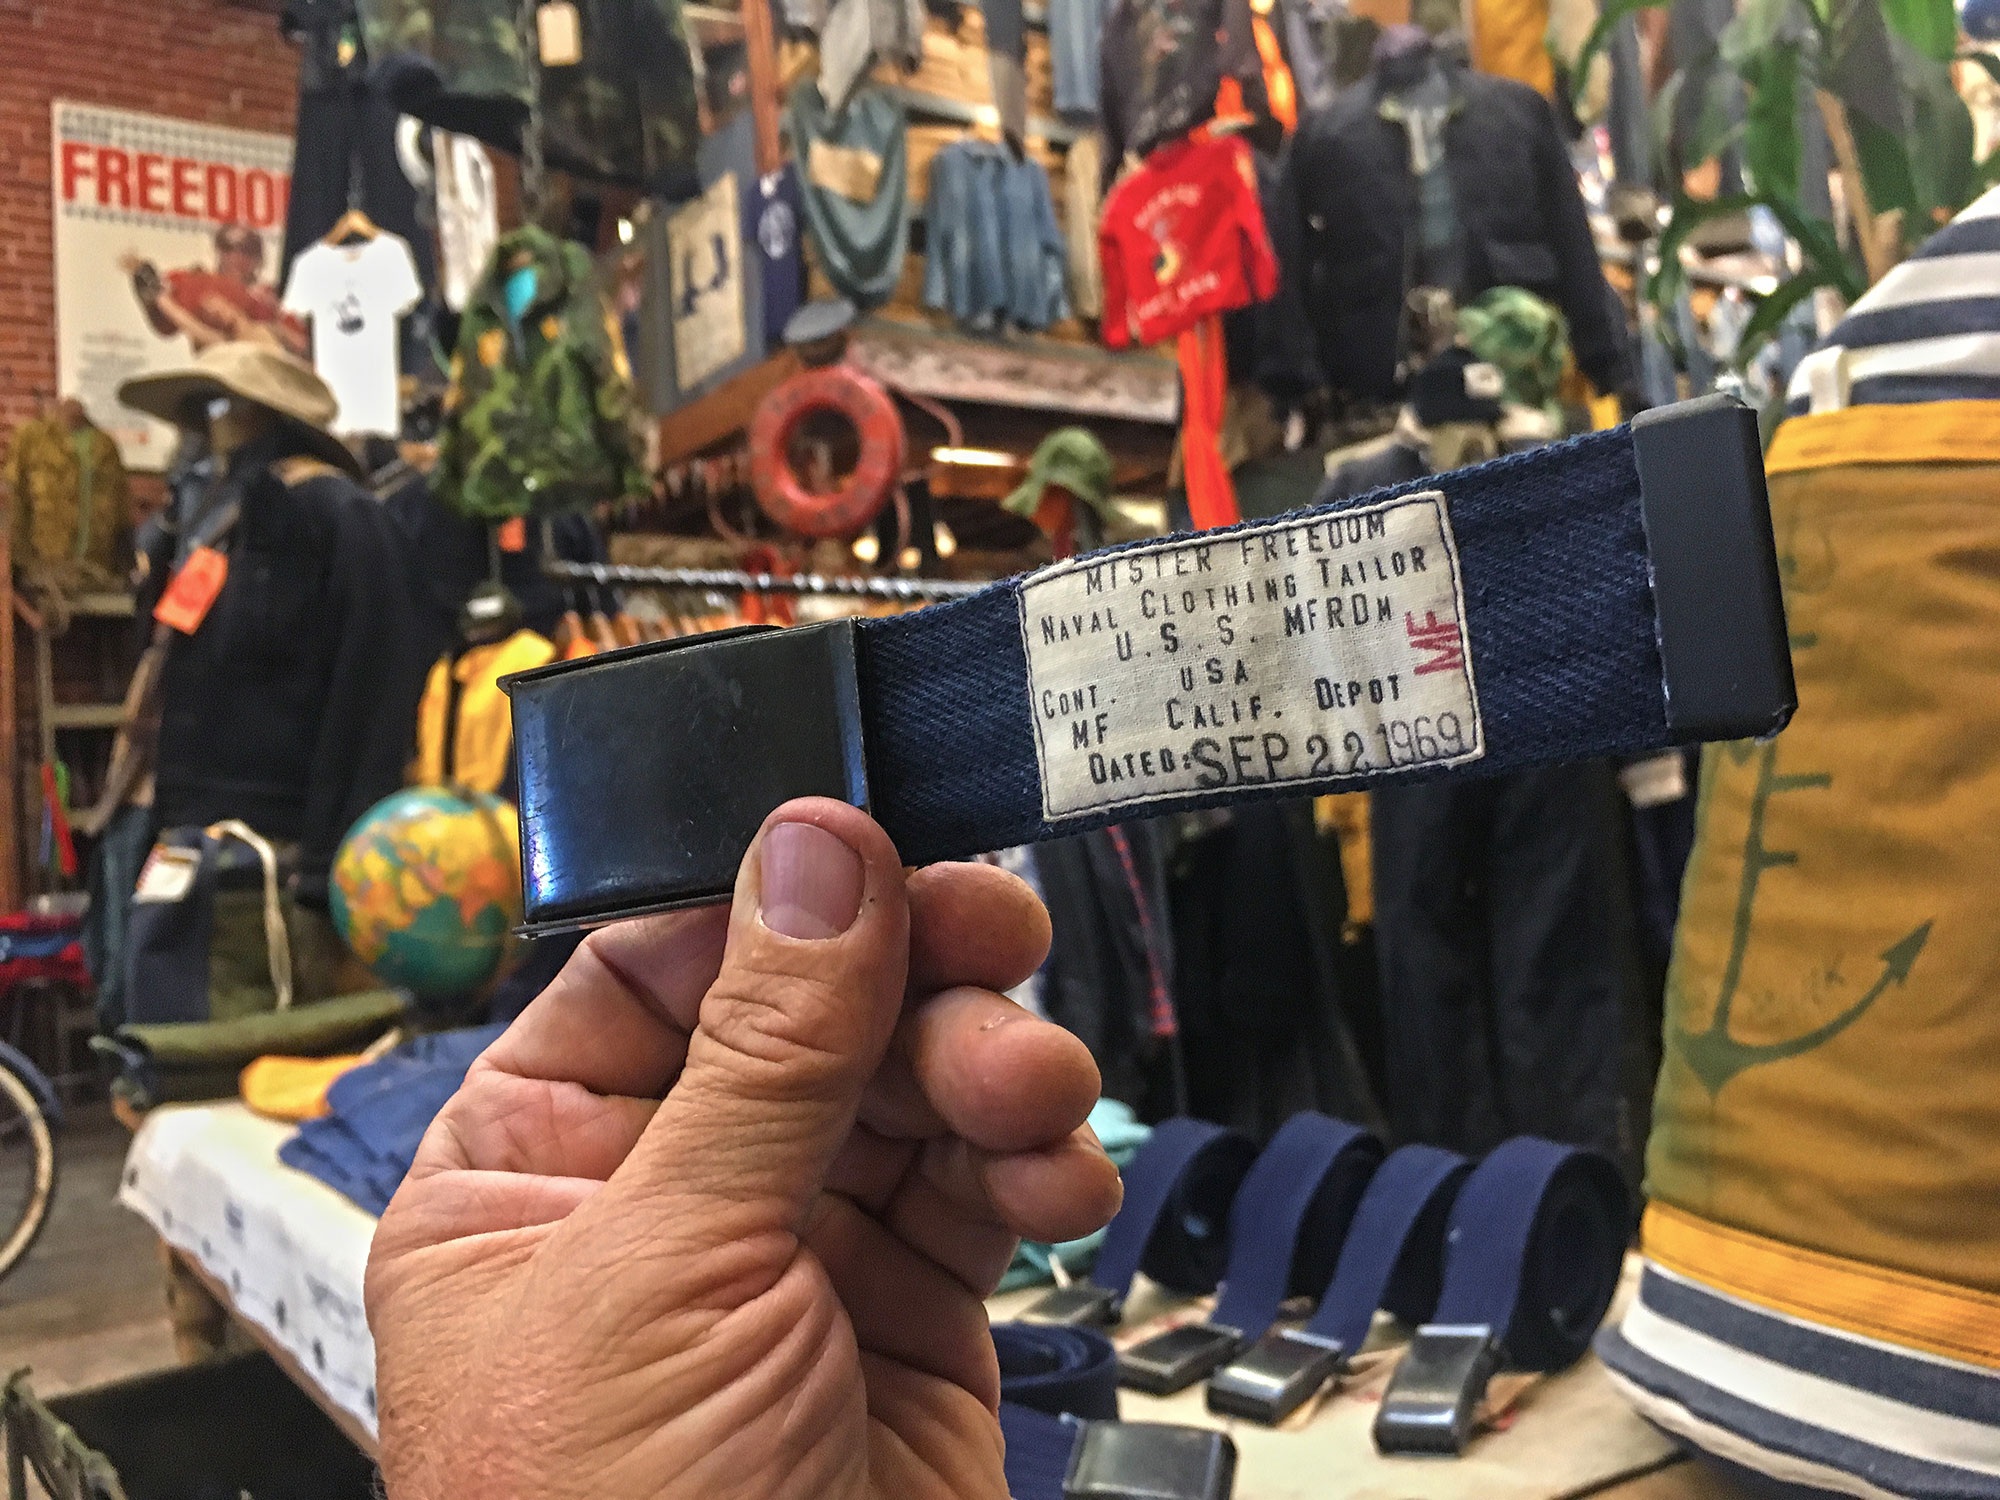 FREEDO
MISTER FREEDOM
NAVAL CLOTHING TAILOR
U.S.S. MFRDM
USA
CONT.
MF CALIF. DEPOT
DATED: SEP 22 1969
MF